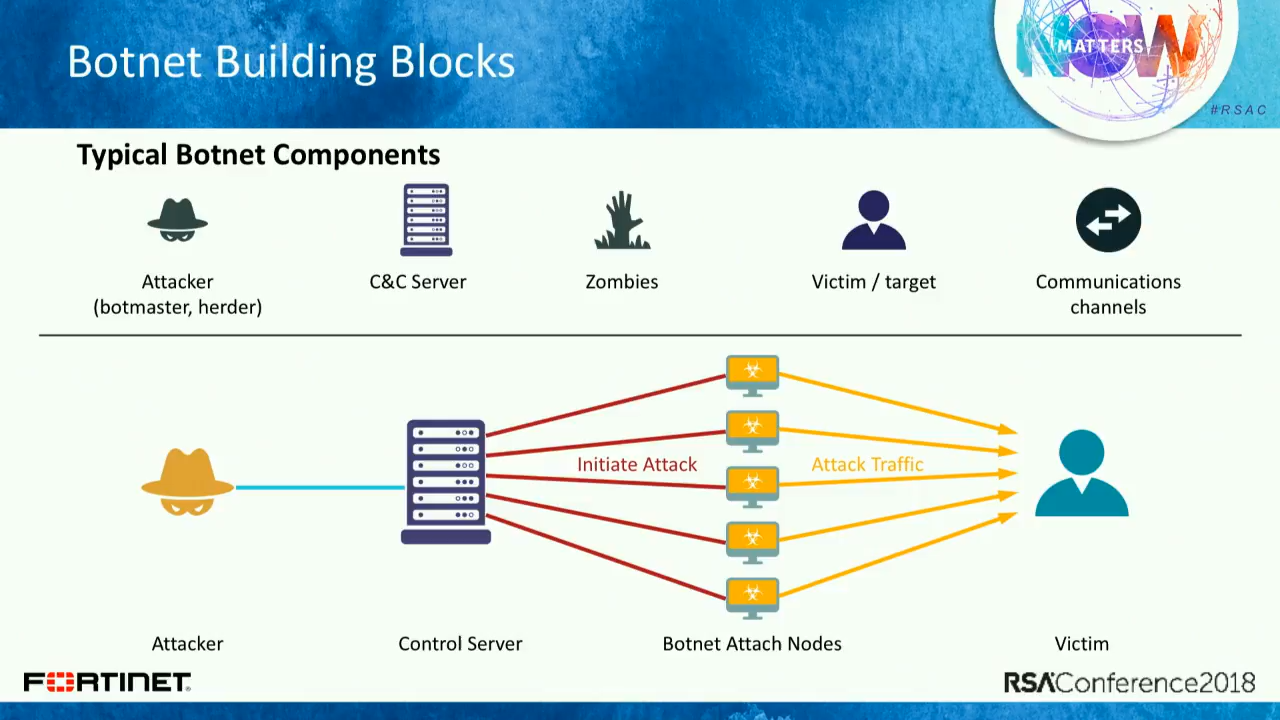 Botnet Building Blocks
NOW
MATTERS
#RSAC
Typical Botnet Components
Attacker
(botmaster, herder)
C&C Server
Zombies
Victim / target
Communications
channels
Initiate Attack
Attack Traffic
Attacker
Control Server
Botnet Attach Nodes
Victim
FORTINET
RSAConference2018